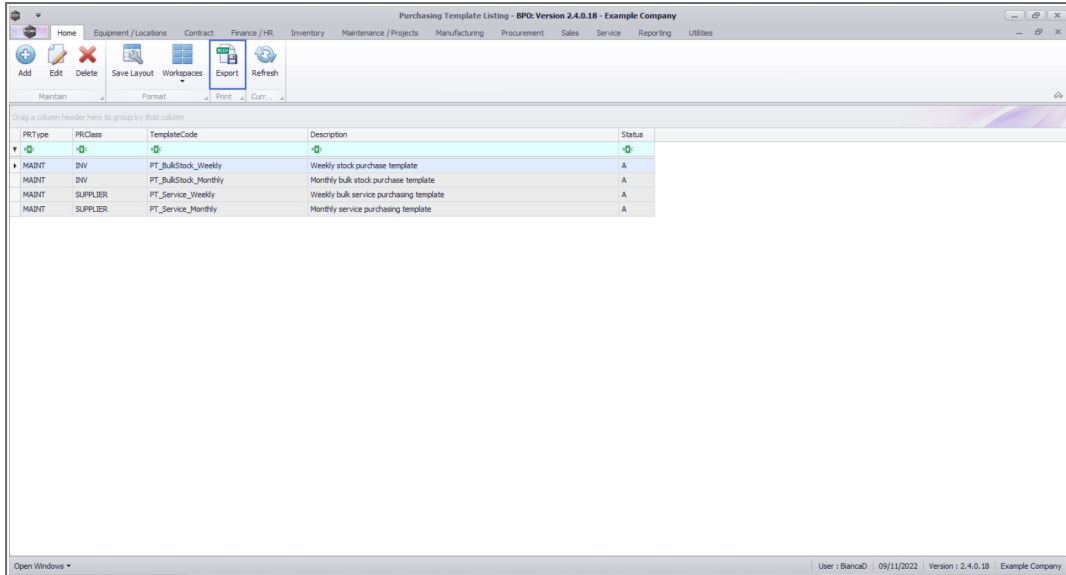 Purchasing Template Listing - BPO: Version 2.4.0.18 - Example Company
Home Equipment / Locations Contract Finance / HR Inventory Maintenance / Projects Manufacturing Procurement Sales Service Reporting Utilities
Add Edit Delete Save Layout Workspaces Export Refresh
Maintain Format Print Curr...
Drag a column header here to group by that column
PRType PRClass TemplateCode Description Status
MAINT INV PT_BulkStock_Weekly Weekly stock purchase template A
MAINT INV PT_BulkStock_Monthly Monthly bulk stock purchase template A
MAINT SUPPLIER PT_Service_Weekly Weekly bulk service purchasing template A
MAINT SUPPLIER PT_Service_Monthly Monthly service purchasing template A
Open Windows User : BiancaD 09/11/2022 Version : 2.4.0.18 Example Company